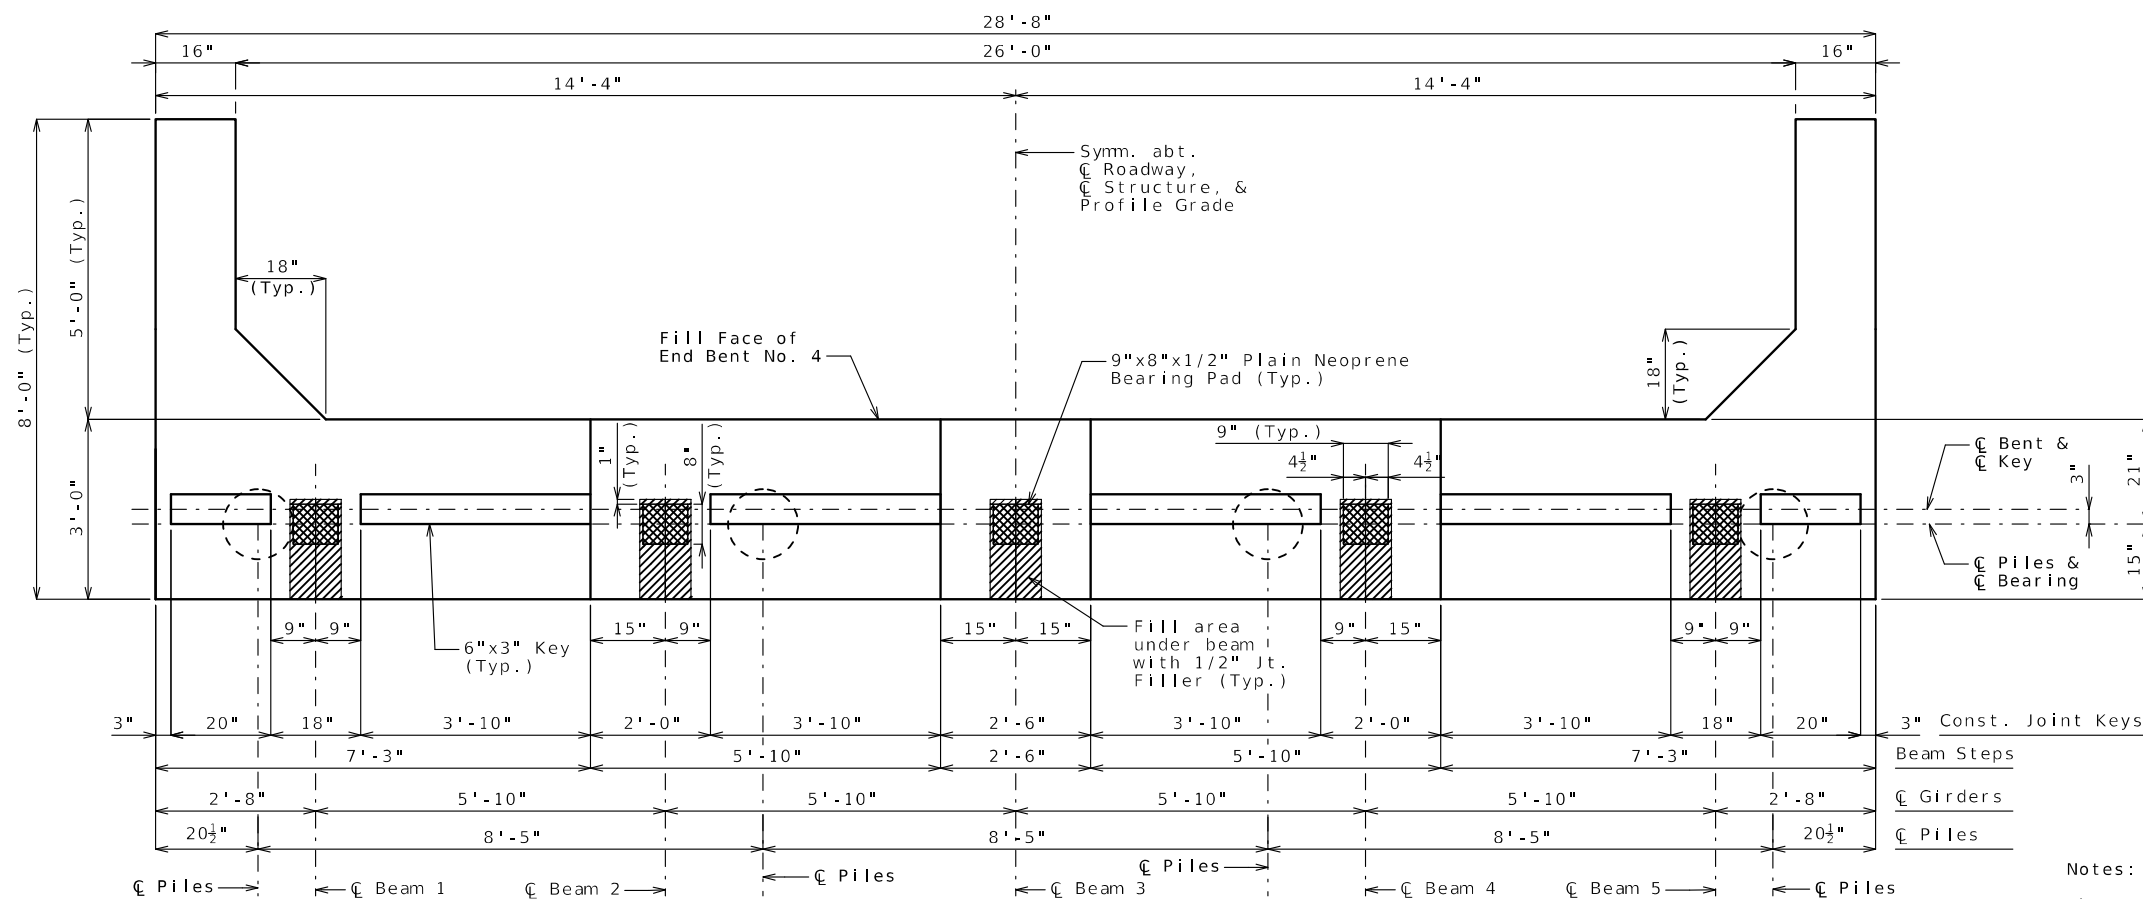 28'-8"
16" 26'-0" 16"
14'-4" 14'-4"
Symm. abt.
℄ Roadway,
℄ Structure, &
Profile Grade
8'-0" (Typ.)
5'-0" (Typ.)
3'-0"
18"
(Typ.)
Fill Face of
End Bent No. 4
9"x8"x1/2" Plain Neoprene
Bearing Pad (Typ.)
18"
(Typ.)
1"
(Typ.)
8"
(Typ.)
9" (Typ.)
4½" 4½"
℄ Bent &
℄ Key
3"
21"
15"
℄ Piles &
℄ Bearing
9" 9" 15" 9" 15" 15" 9" 15" 9" 9"
6"x3" Key
(Typ.)
Fill area
under beam
with 1/2" Jt.
Filler (Typ.)
3" 20" 18" 3'-10" 2'-0" 3'-10" 2'-6" 3'-10" 2'-0" 3'-10" 18" 20" 3" Const. Joint Keys
7'-3" 5'-10" 2'-6" 5'-10" 7'-3" Beam Steps
2'-8" 5'-10" 5'-10" 5'-10" 5'-10" 2'-8" ℄ Girders
20½" 8'-5" 8'-5" 8'-5" 20½" ℄ Piles
℄ Piles ℄ Beam 1 ℄ Beam 2 ℄ Piles ℄ Beam 3 ℄ Piles ℄ Beam 4 ℄ Beam 5 ℄ Piles
Notes: